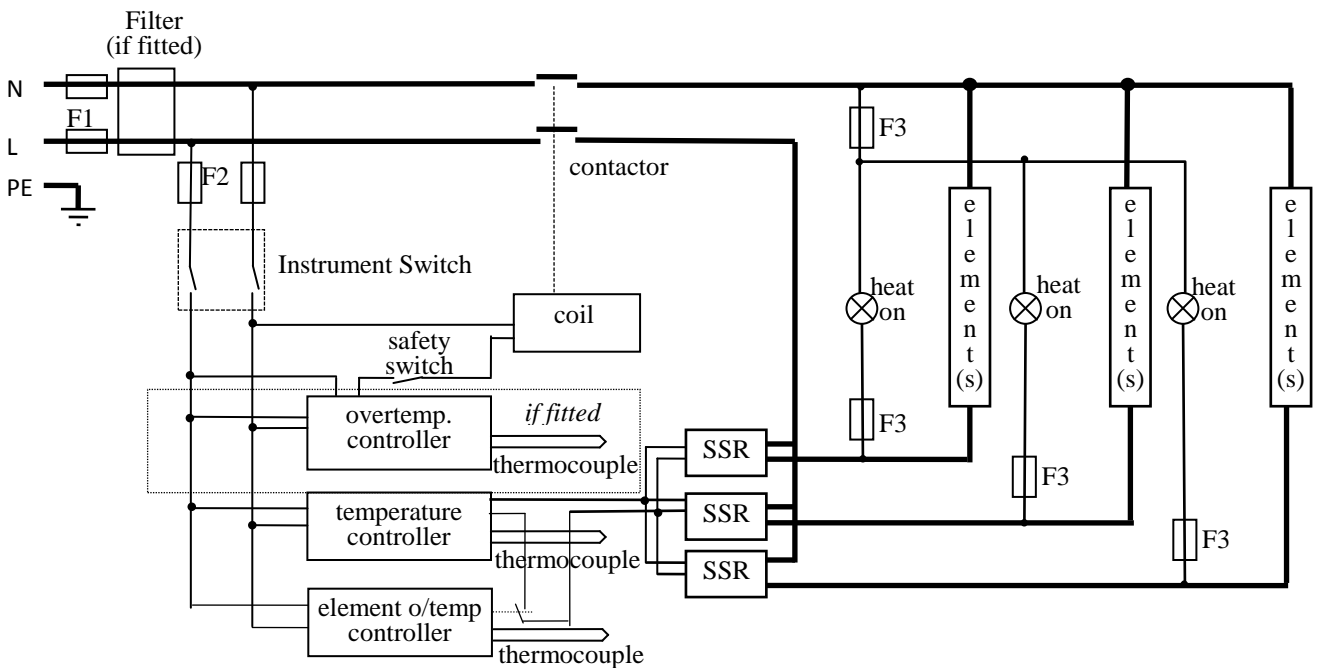 Filter
(if fitted)
N
F1
L
PE
F2
contactor
F3
Instrument Switch
coil
safety
switch
heat
on
heat
on
heat
on
e
l
e
m
e
n
t
(s)
e
l
e
m
e
n
t
(s)
e
l
e
m
e
n
t
(s)
overtemp.
controller
if fitted
thermocouple
temperature
controller
thermocouple
element o/temp
controller
thermocouple
SSR
SSR
SSR
F3
F3
F3